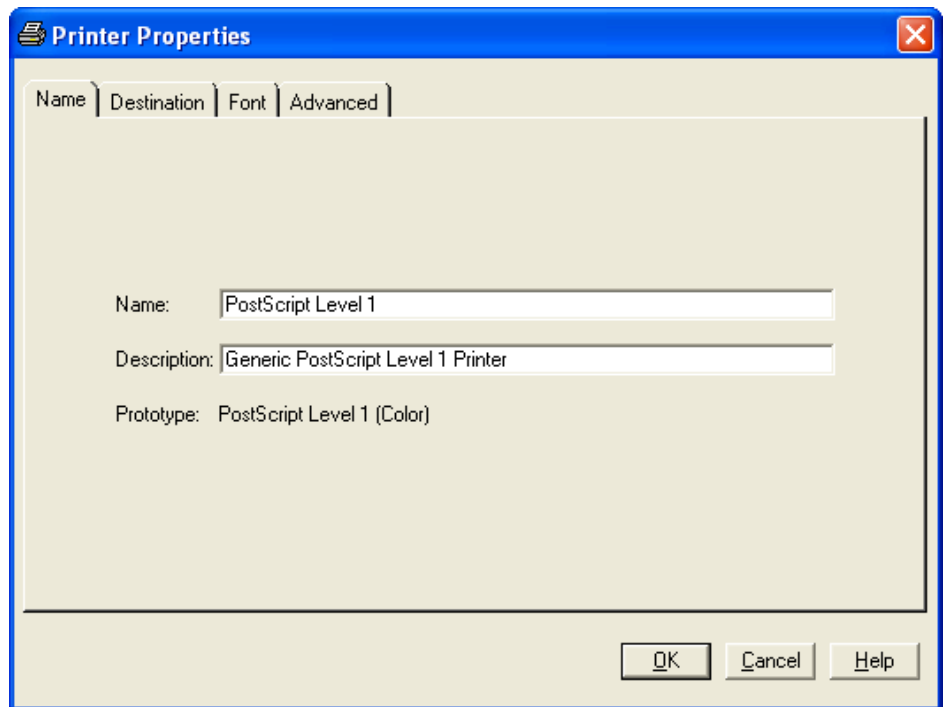 Printer Properties
Name Destination Font Advanced
Name: PostScript Level 1
Description: Generic PostScript Level 1 Printer
Prototype: PostScript Level 1 (Color)
OK Cancel Help